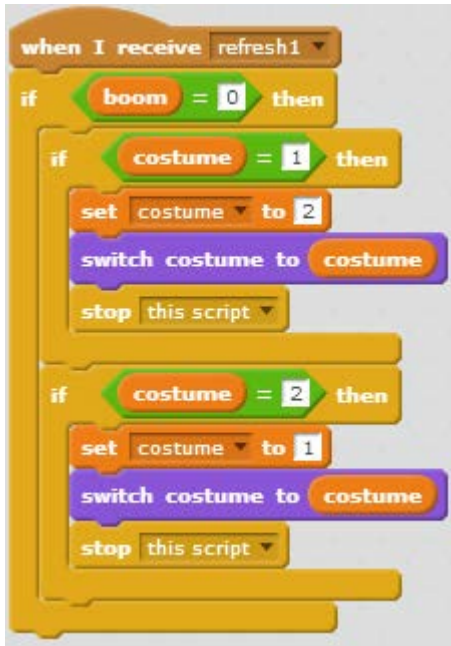 when I receive refresh1
if boom = 0 then
if costume = 1 then
set costume to 2
switch costume to costume
stop this script
if costume = 2 then
set costume to 1
switch costume to costume
stop this script